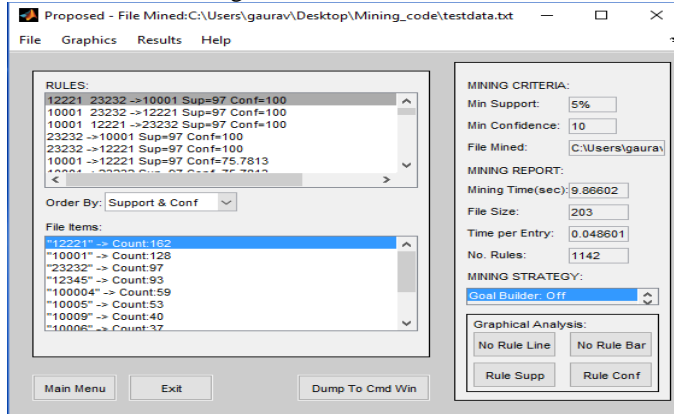 Proposed - File Mined:C:\Users\gaurav\Desktop\Mining_code\testdata.txt
File Graphics Results Help
RULES:
12221 23232 ->10001 Sup=97 Conf=100
10001 23232 ->12221 Sup=97 Conf=100
10001 12221 ->23232 Sup=97 Conf=100
23232 ->10001 Sup=97 Conf=100
23232 ->12221 Sup=97 Conf=100
10001 ->12221 Sup=97 Conf=75.7813
Order By: Support & Conf
File Items:
"12221" -> Count:162
"10001" -> Count:128
"23232" -> Count:97
"12345" -> Count:93
"100004" -> Count:59
"10005" -> Count:53
"10009" -> Count:40
"10006" -> Count:37
Main Menu Exit Dump To Cmd Win
MINING CRITERIA:
Min Support: 5%
Min Confidence: 10
File Mined: C:\Users\gaurav
MINING REPORT:
Mining Time(sec): 9.86602
File Size: 203
Time per Entry: 0.048601
No. Rules: 1142
MINING STRATEGY:
Goal Builder: Off
Graphical Analysis:
No Rule Line No Rule Bar
Rule Supp Rule Conf